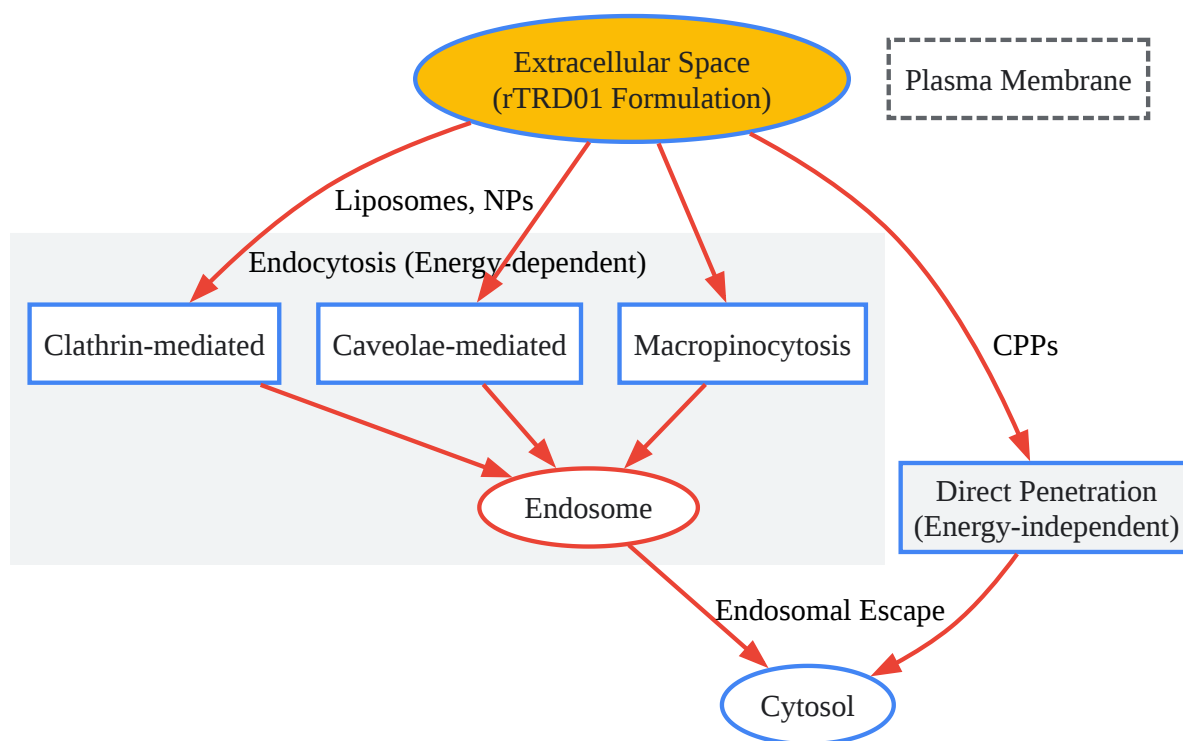 Extracellular Space
(rTRD01 Formulation)
Plasma Membrane
Liposomes, NPs
Endocytosis (Energy-dependent)
Clathrin-mediated
Caveolae-mediated
Macropinocytosis
CPPs
Direct Penetration
(Energy-independent)
Endosome
Endosomal Escape
Cytosol